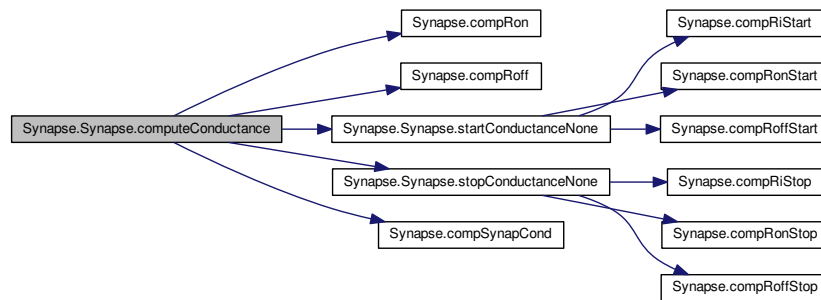 Synapse.Synapse.computeConductance
Synapse.compRon
Synapse.compRoff
Synapse.Synapse.startConductanceNone
Synapse.Synapse.stopConductanceNone
Synapse.compSynapCond
Synapse.compRiStart
Synapse.compRonStart
Synapse.compRoffStart
Synapse.compRiStop
Synapse.compRonStop
Synapse.compRoffStop